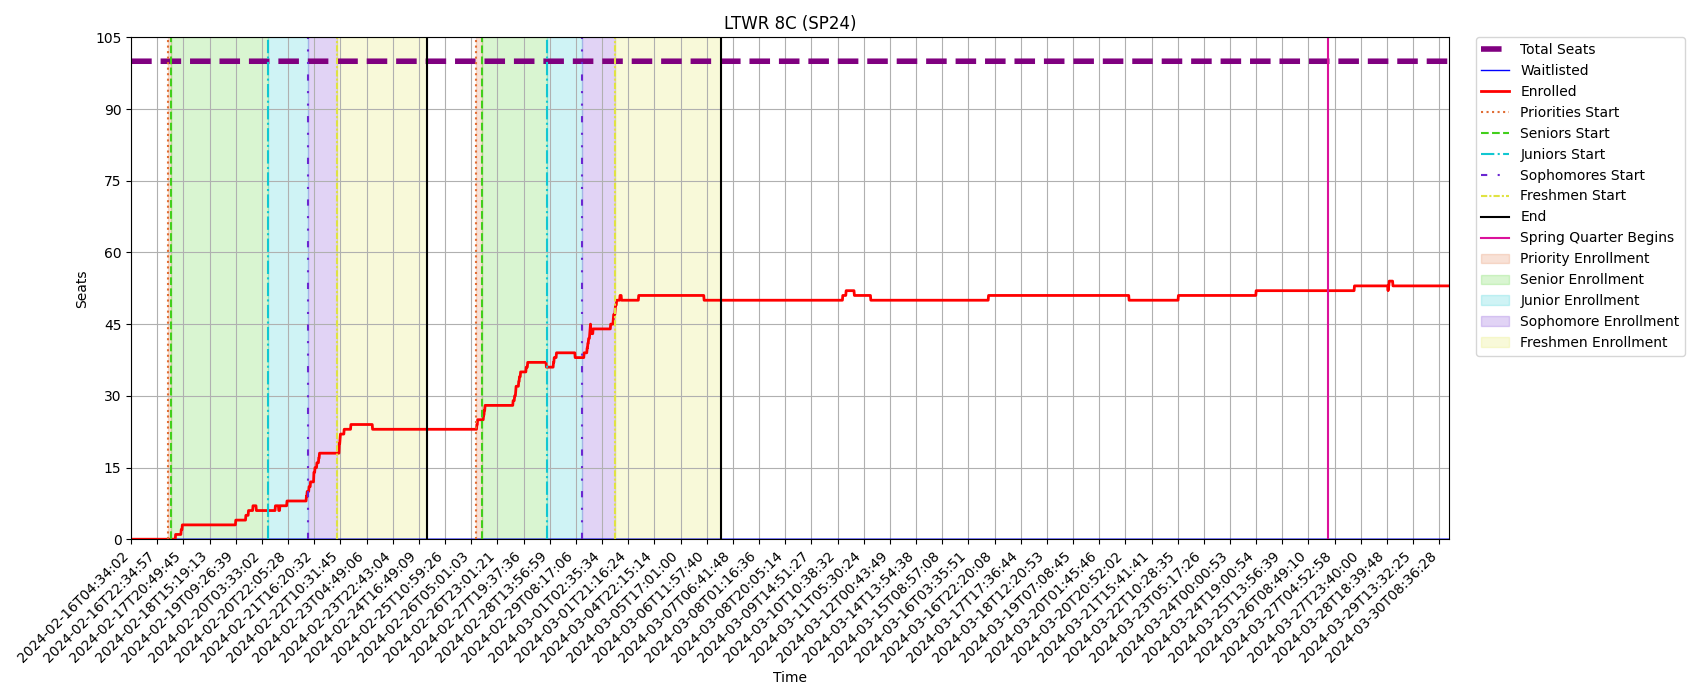 LTWR 8C (SP24)
105
90
75
60
45
30
15
0
Seats
2024-02-16T04:34:02
2024-02-16T22:34:57
2024-02-17T20:49:45
2024-02-18T15:19:13
2024-02-19T09:26:39
2024-02-20T03:33:02
2024-02-20T22:05:28
2024-02-21T16:20:32
2024-02-22T10:31:45
2024-02-23T04:49:06
2024-02-23T22:43:04
2024-02-24T16:49:09
2024-02-25T10:59:26
2024-02-26T05:01:03
2024-02-26T23:01:21
2024-02-27T19:37:36
2024-02-28T13:56:59
2024-02-29T08:17:06
2024-03-01T02:35:34
2024-03-01T21:16:24
2024-03-04T22:15:14
2024-03-05T17:01:00
2024-03-06T11:57:40
2024-03-07T06:41:48
2024-03-08T01:16:36
2024-03-08T20:05:14
2024-03-09T14:51:27
2024-03-10T10:38:32
2024-03-11T05:30:24
2024-03-12T00:43:49
2024-03-14T13:54:38
2024-03-15T08:57:08
2024-03-16T03:35:51
2024-03-16T22:20:08
2024-03-17T17:36:44
2024-03-18T12:20:53
2024-03-19T07:08:45
2024-03-20T01:45:46
2024-03-20T20:52:02
2024-03-21T15:41:41
2024-03-22T10:28:35
2024-03-23T05:17:26
2024-03-24T00:00:53
2024-03-24T19:00:54
2024-03-25T13:56:39
2024-03-26T08:49:10
2024-03-27T04:52:58
2024-03-27T23:40:00
2024-03-28T18:39:48
2024-03-29T13:32:25
2024-03-30T08:36:28
Time
Total Seats
Waitlisted
Enrolled
Priorities Start
Seniors Start
Juniors Start
Sophomores Start
Freshmen Start
End
Spring Quarter Begins
Priority Enrollment
Senior Enrollment
Junior Enrollment
Sophomore Enrollment
Freshmen Enrollment